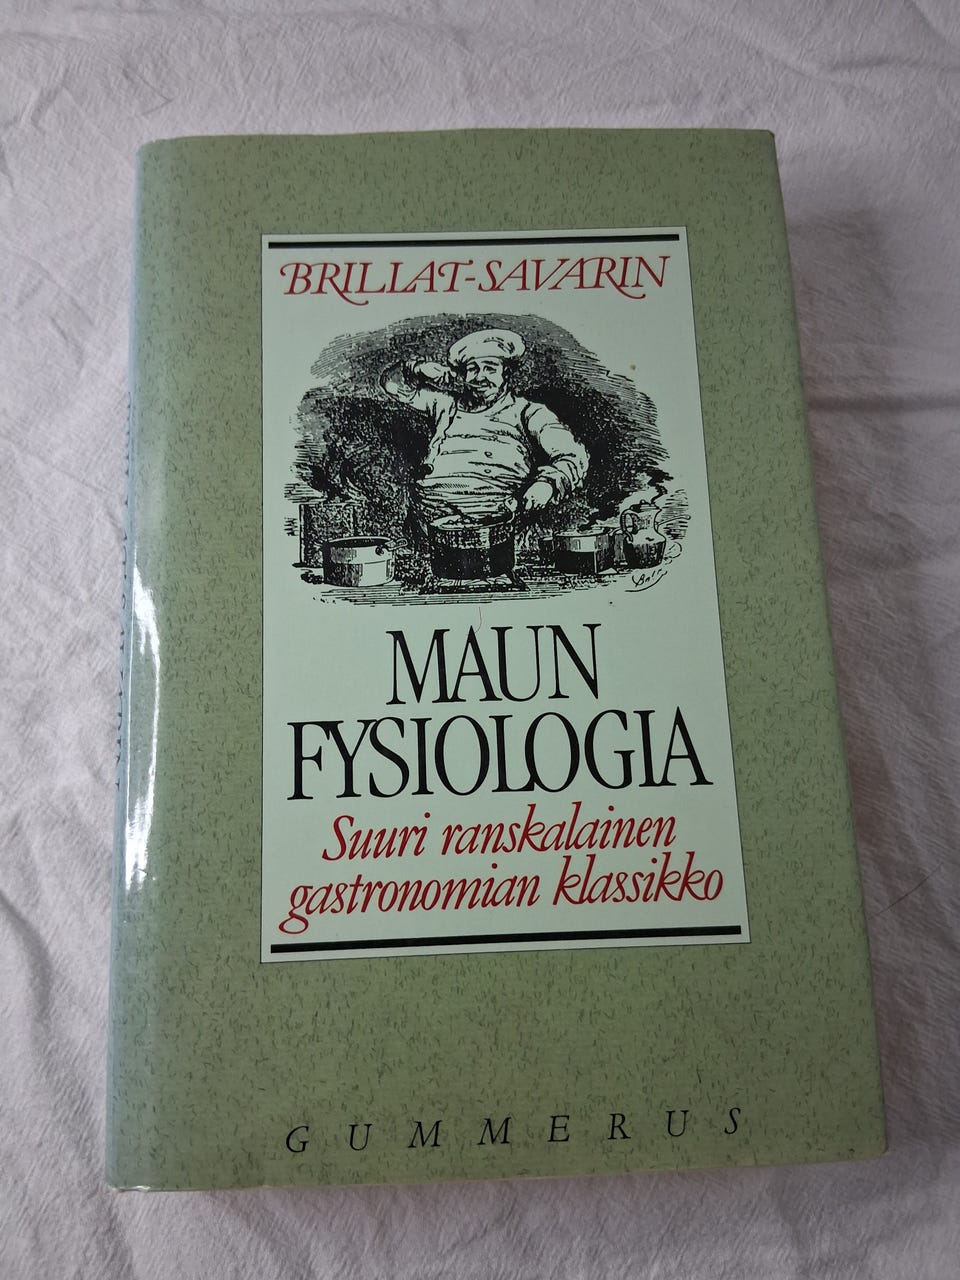 BRILLAT-SAVARIN
MAUN
FYSIOLOGIA
Suuri ranskalainen
gastronomian klassikko
GUMMERUS